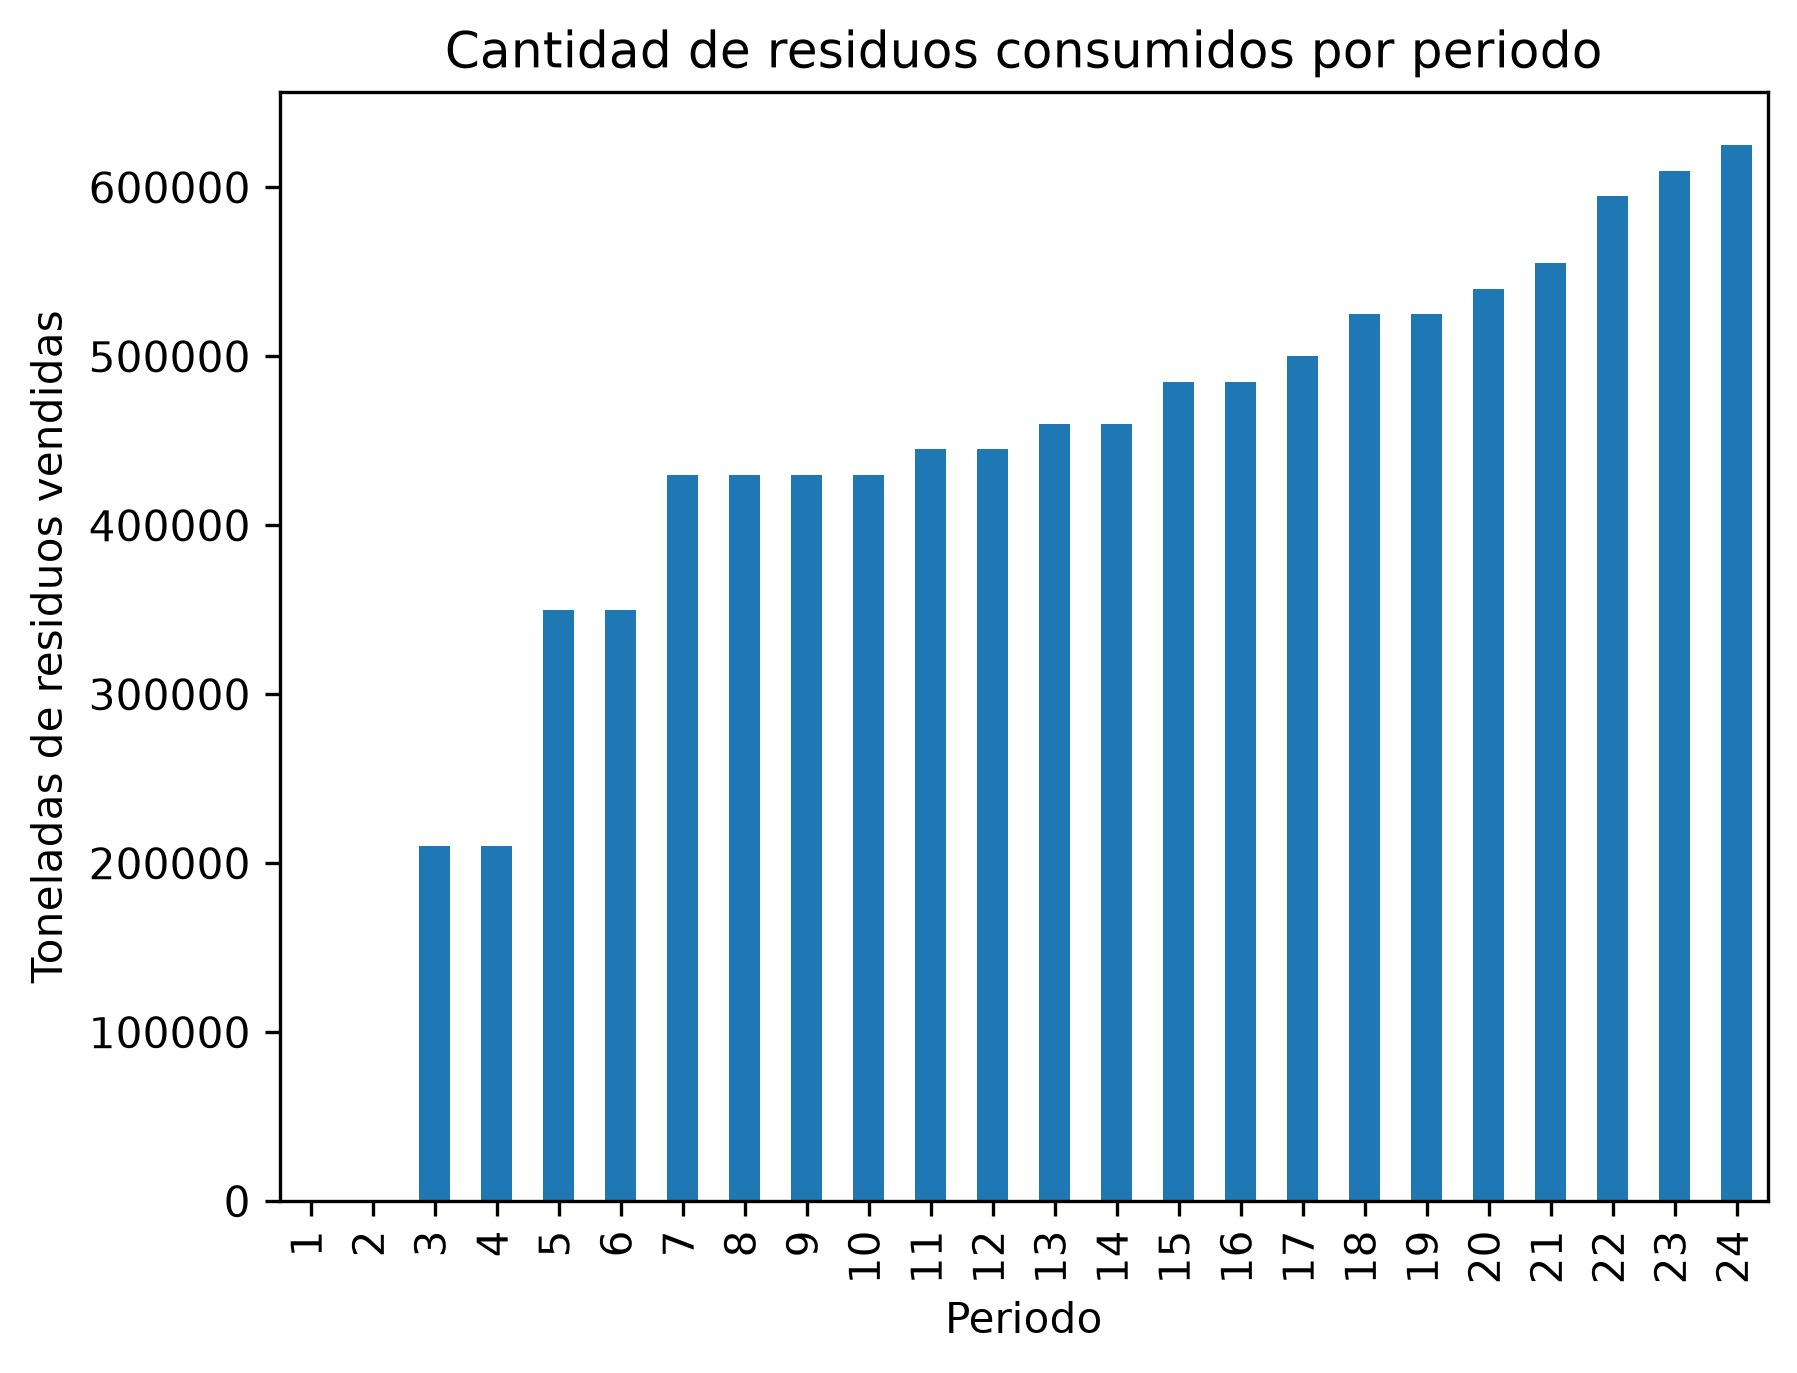 Cantidad de residuos consumidos por periodo
Toneladas de residuos vendidas
600000
500000
400000
300000
200000
100000
0
1 2 3 4 5 6 7 8 9 10 11 12 13 14 15 16 17 18 19 20 21 22 23 24
Periodo